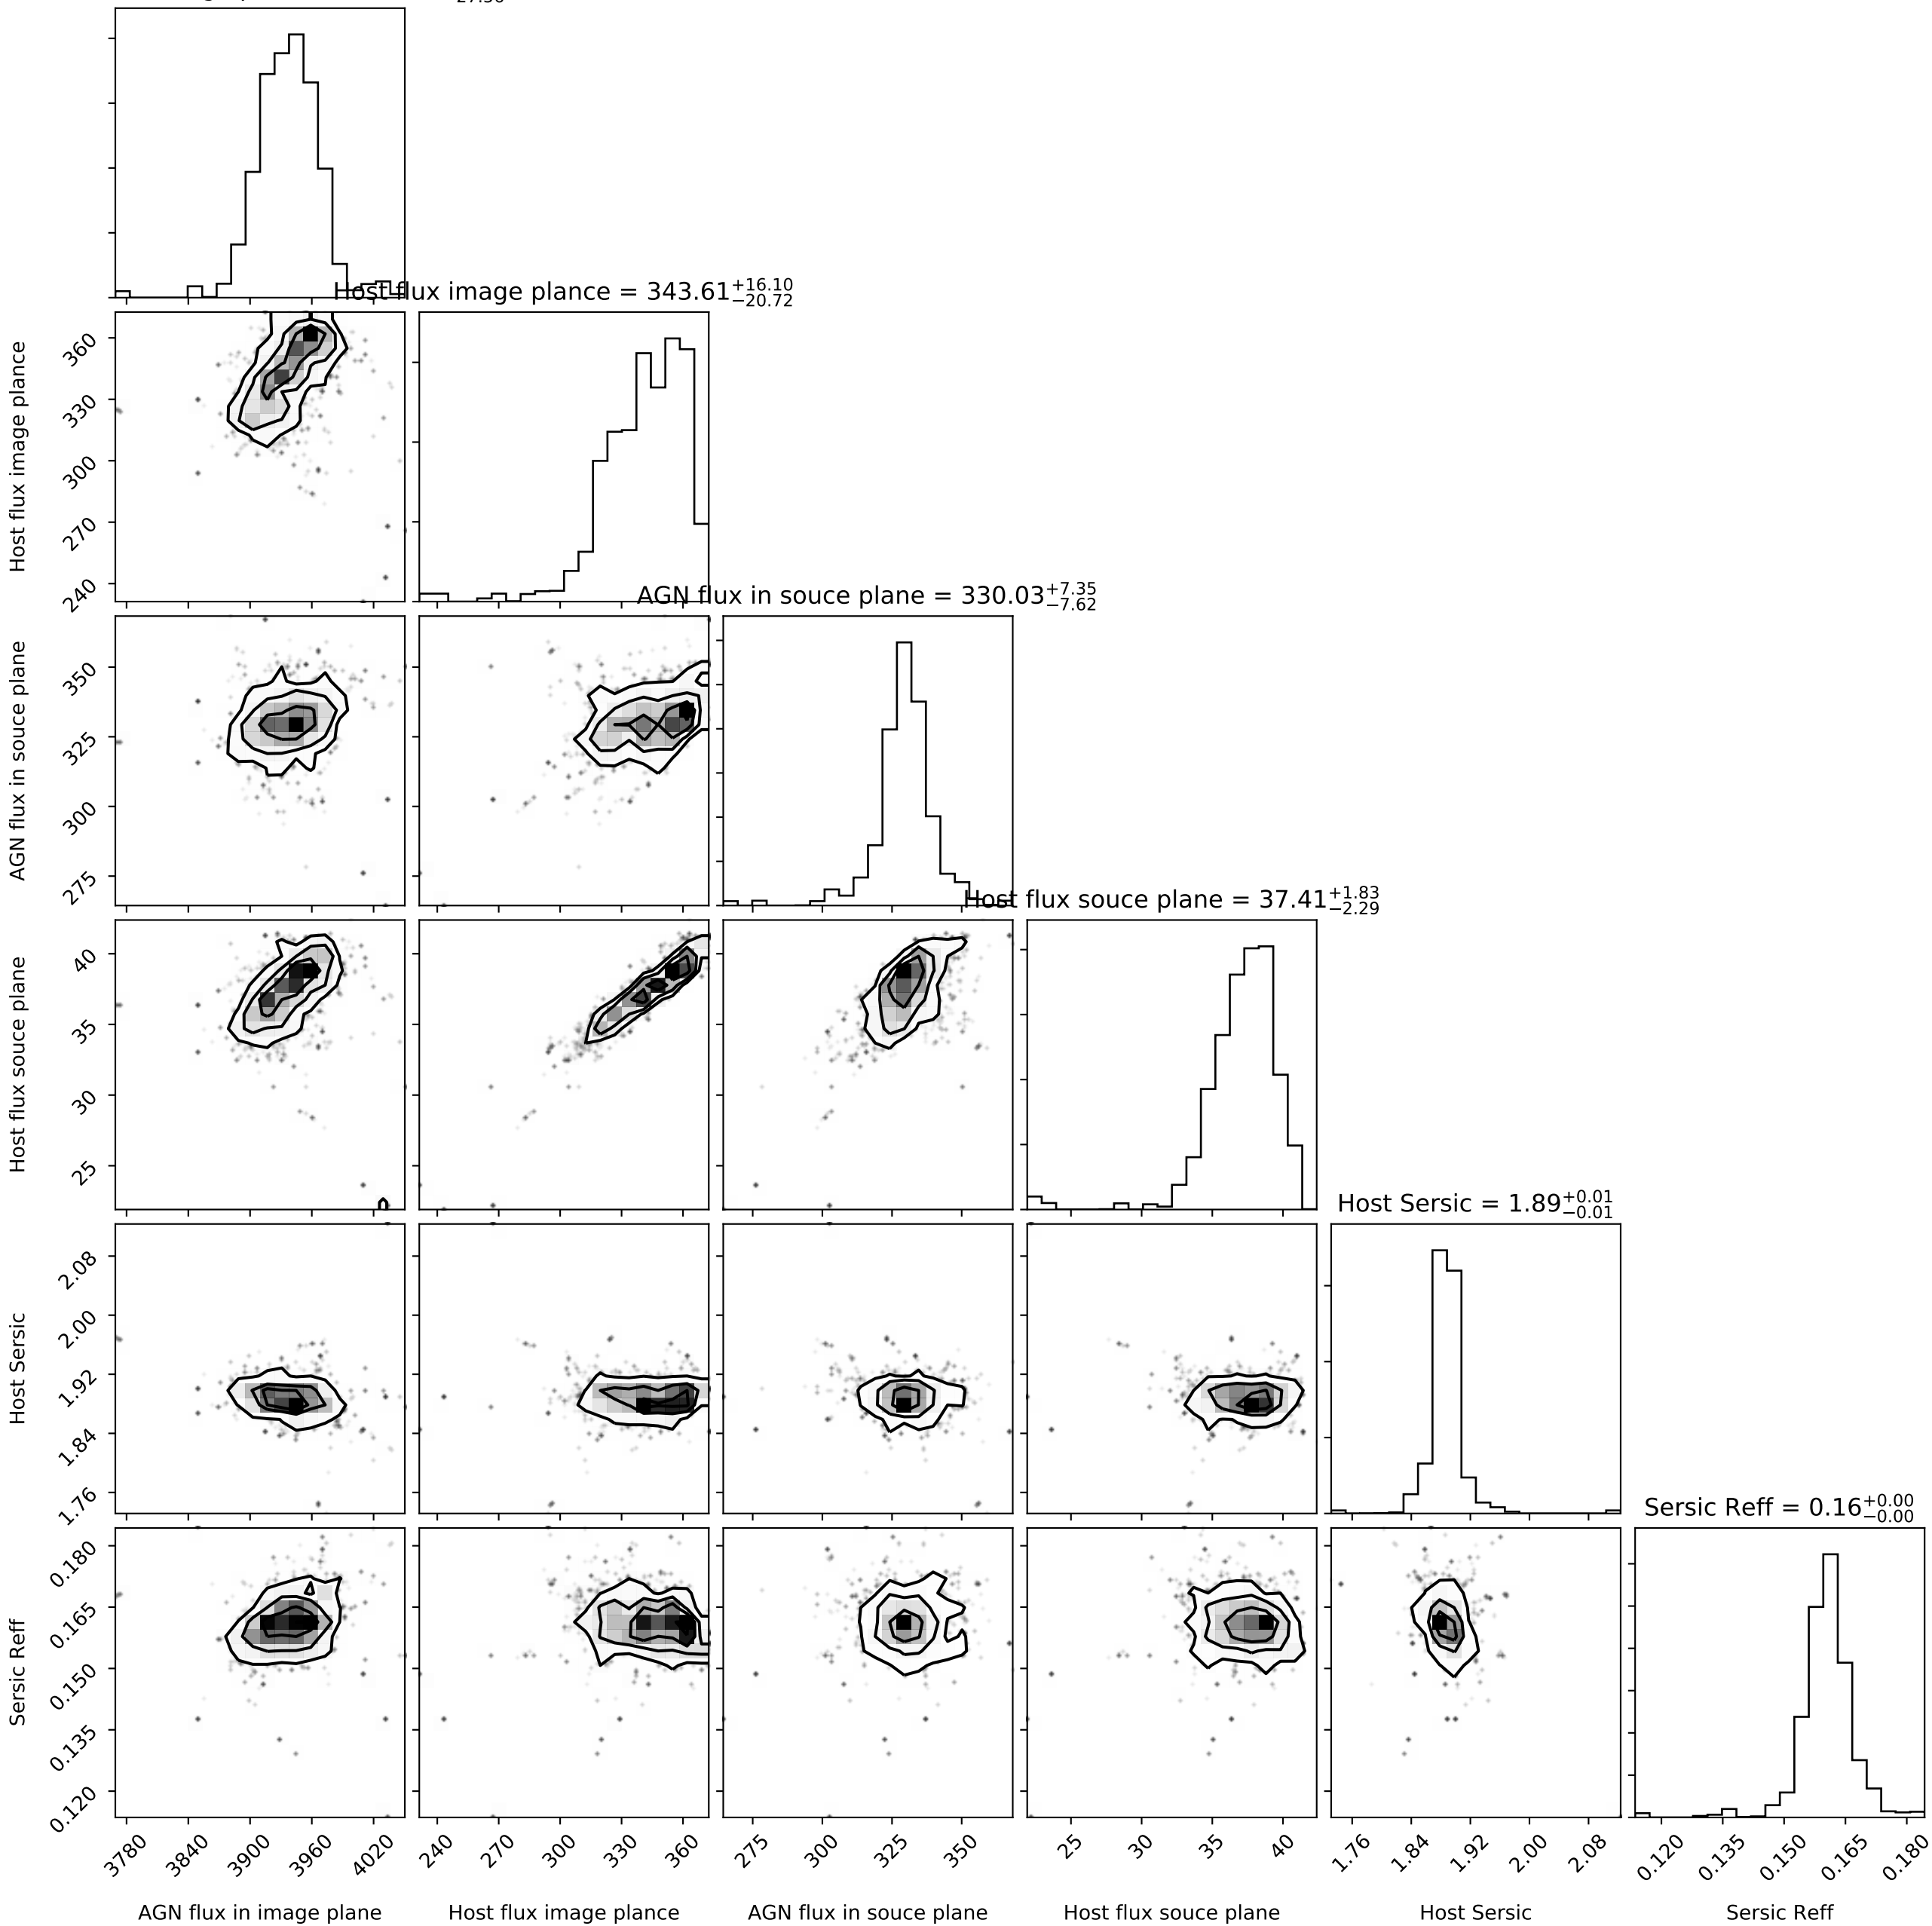 Host flux image plance = 343.61 +16.10 −20.72
360
330
300
270
240
Host flux image plance
AGN flux in souce plane = 330.03 +7.35 −7.62
350
325
300
275
AGN flux in souce plane
Host flux souce plane = 37.41 +1.83 −2.29
40
35
30
25
Host flux souce plane
Host Sersic = 1.89 +0.01 −0.01
2.08
2.00
1.92
1.84
1.76
Host Sersic
Sersic Reff = 0.16 +0.00 −0.00
0.180
0.165
0.150
0.135
0.120
Sersic Reff
3780 3840 3900 3960 4020 240 270 300 330 360 275 300 325 350 25 30 35 40 1.76 1.84 1.92 2.00 2.08 0.120 0.135 0.150 0.165 0.180
AGN flux in image plane Host flux image plance AGN flux in souce plane Host flux souce plane Host Sersic Sersic Reff